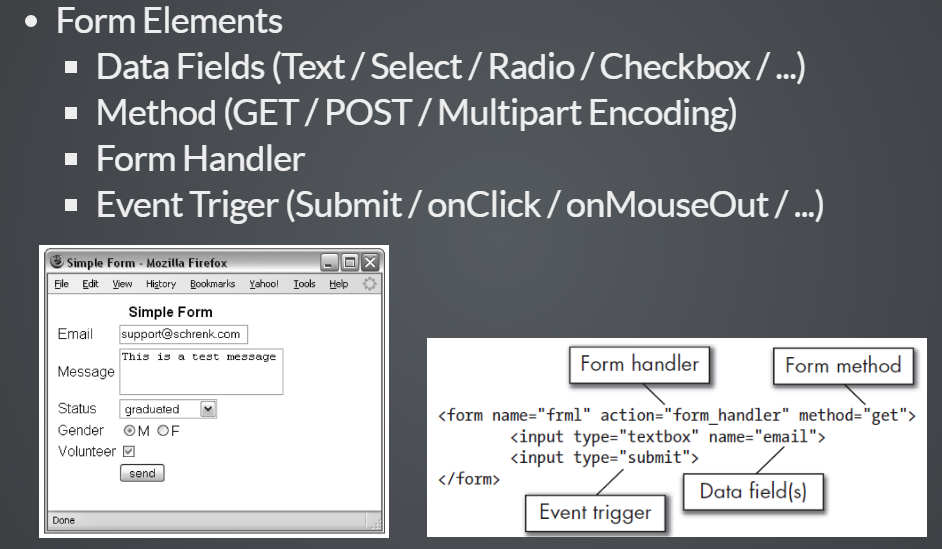 Form Elements
Data Fields (Text / Select / Radio / Checkbox / ...)
Method (GET / POST / Multipart Encoding)
Form Handler
Event Triger (Submit / onClick / onMouseOut / ...)
Simple Form - Mozilla Firefox
File Edit View History Bookmarks Yahoo! Tools Help
Simple Form
Email support@schrenk.com
Message This is a test message
Status graduated
Gender M F
Volunteer
send
Done
Form handler Form method
<form name="frml" action="form_handler" method="get">
<input type="textbox" name="email">
<input type="submit">
</form>
Data field(s)
Event trigger